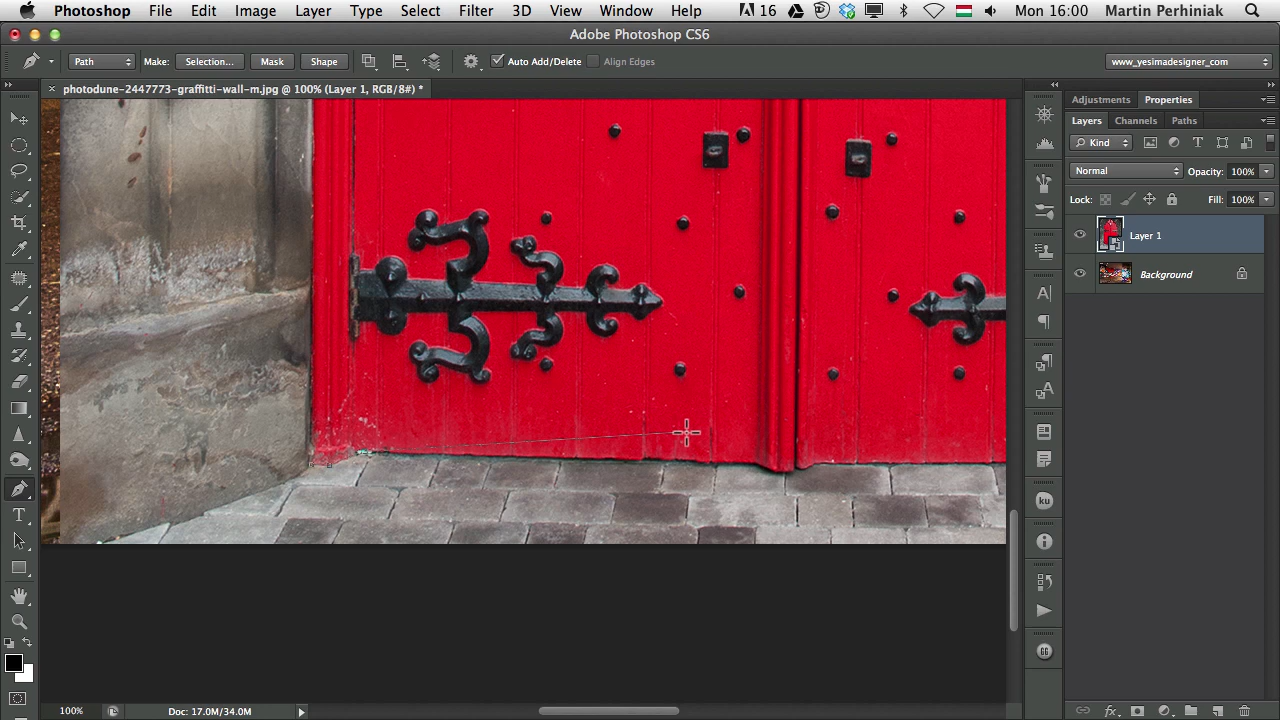 Photoshop File Edit Image Layer Type Select Filter 3D View Window Help 16 Mon 16:00 Martin Perhiniak
Adobe Photoshop CS6
Path Make: Selection... Mask Shape Auto Add/Delete Align Edges www_yesimadesigner_com
× photodune-2447773-graffitti-wall-m.jpg @ 100% (Layer 1, RGB/8#) *
Adjustments Properties
Layers Channels Paths
Kind T
Normal Opacity: 100%
Lock: Fill: 100%
Layer 1
Background
A
A
ku
T
GG
100% Doc: 17.0M/34.0M fx